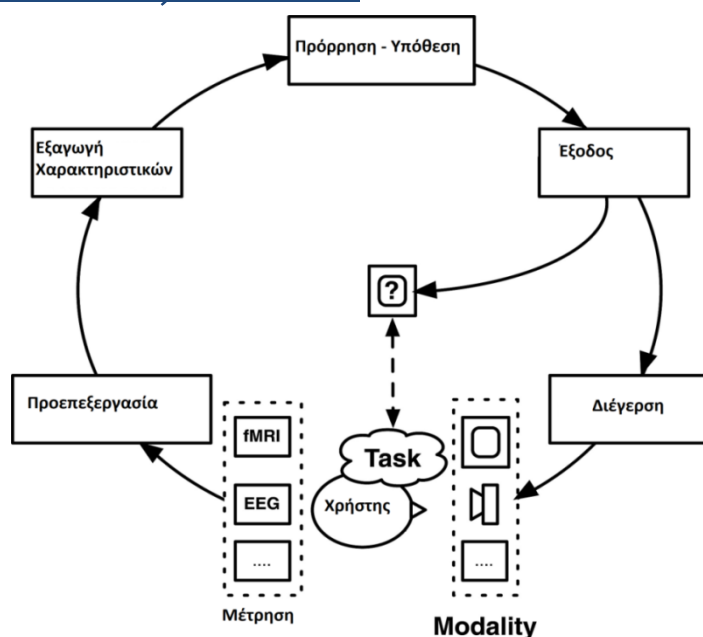 Πρόρρηση - Υπόθεση
Εξαγωγή
Χαρακτηριστικών
Έξοδος
?
Προεπεξεργασία
Διέγερση
fMRI
Task
EEG
Χρήστης
....
....
Μέτρηση
Modality